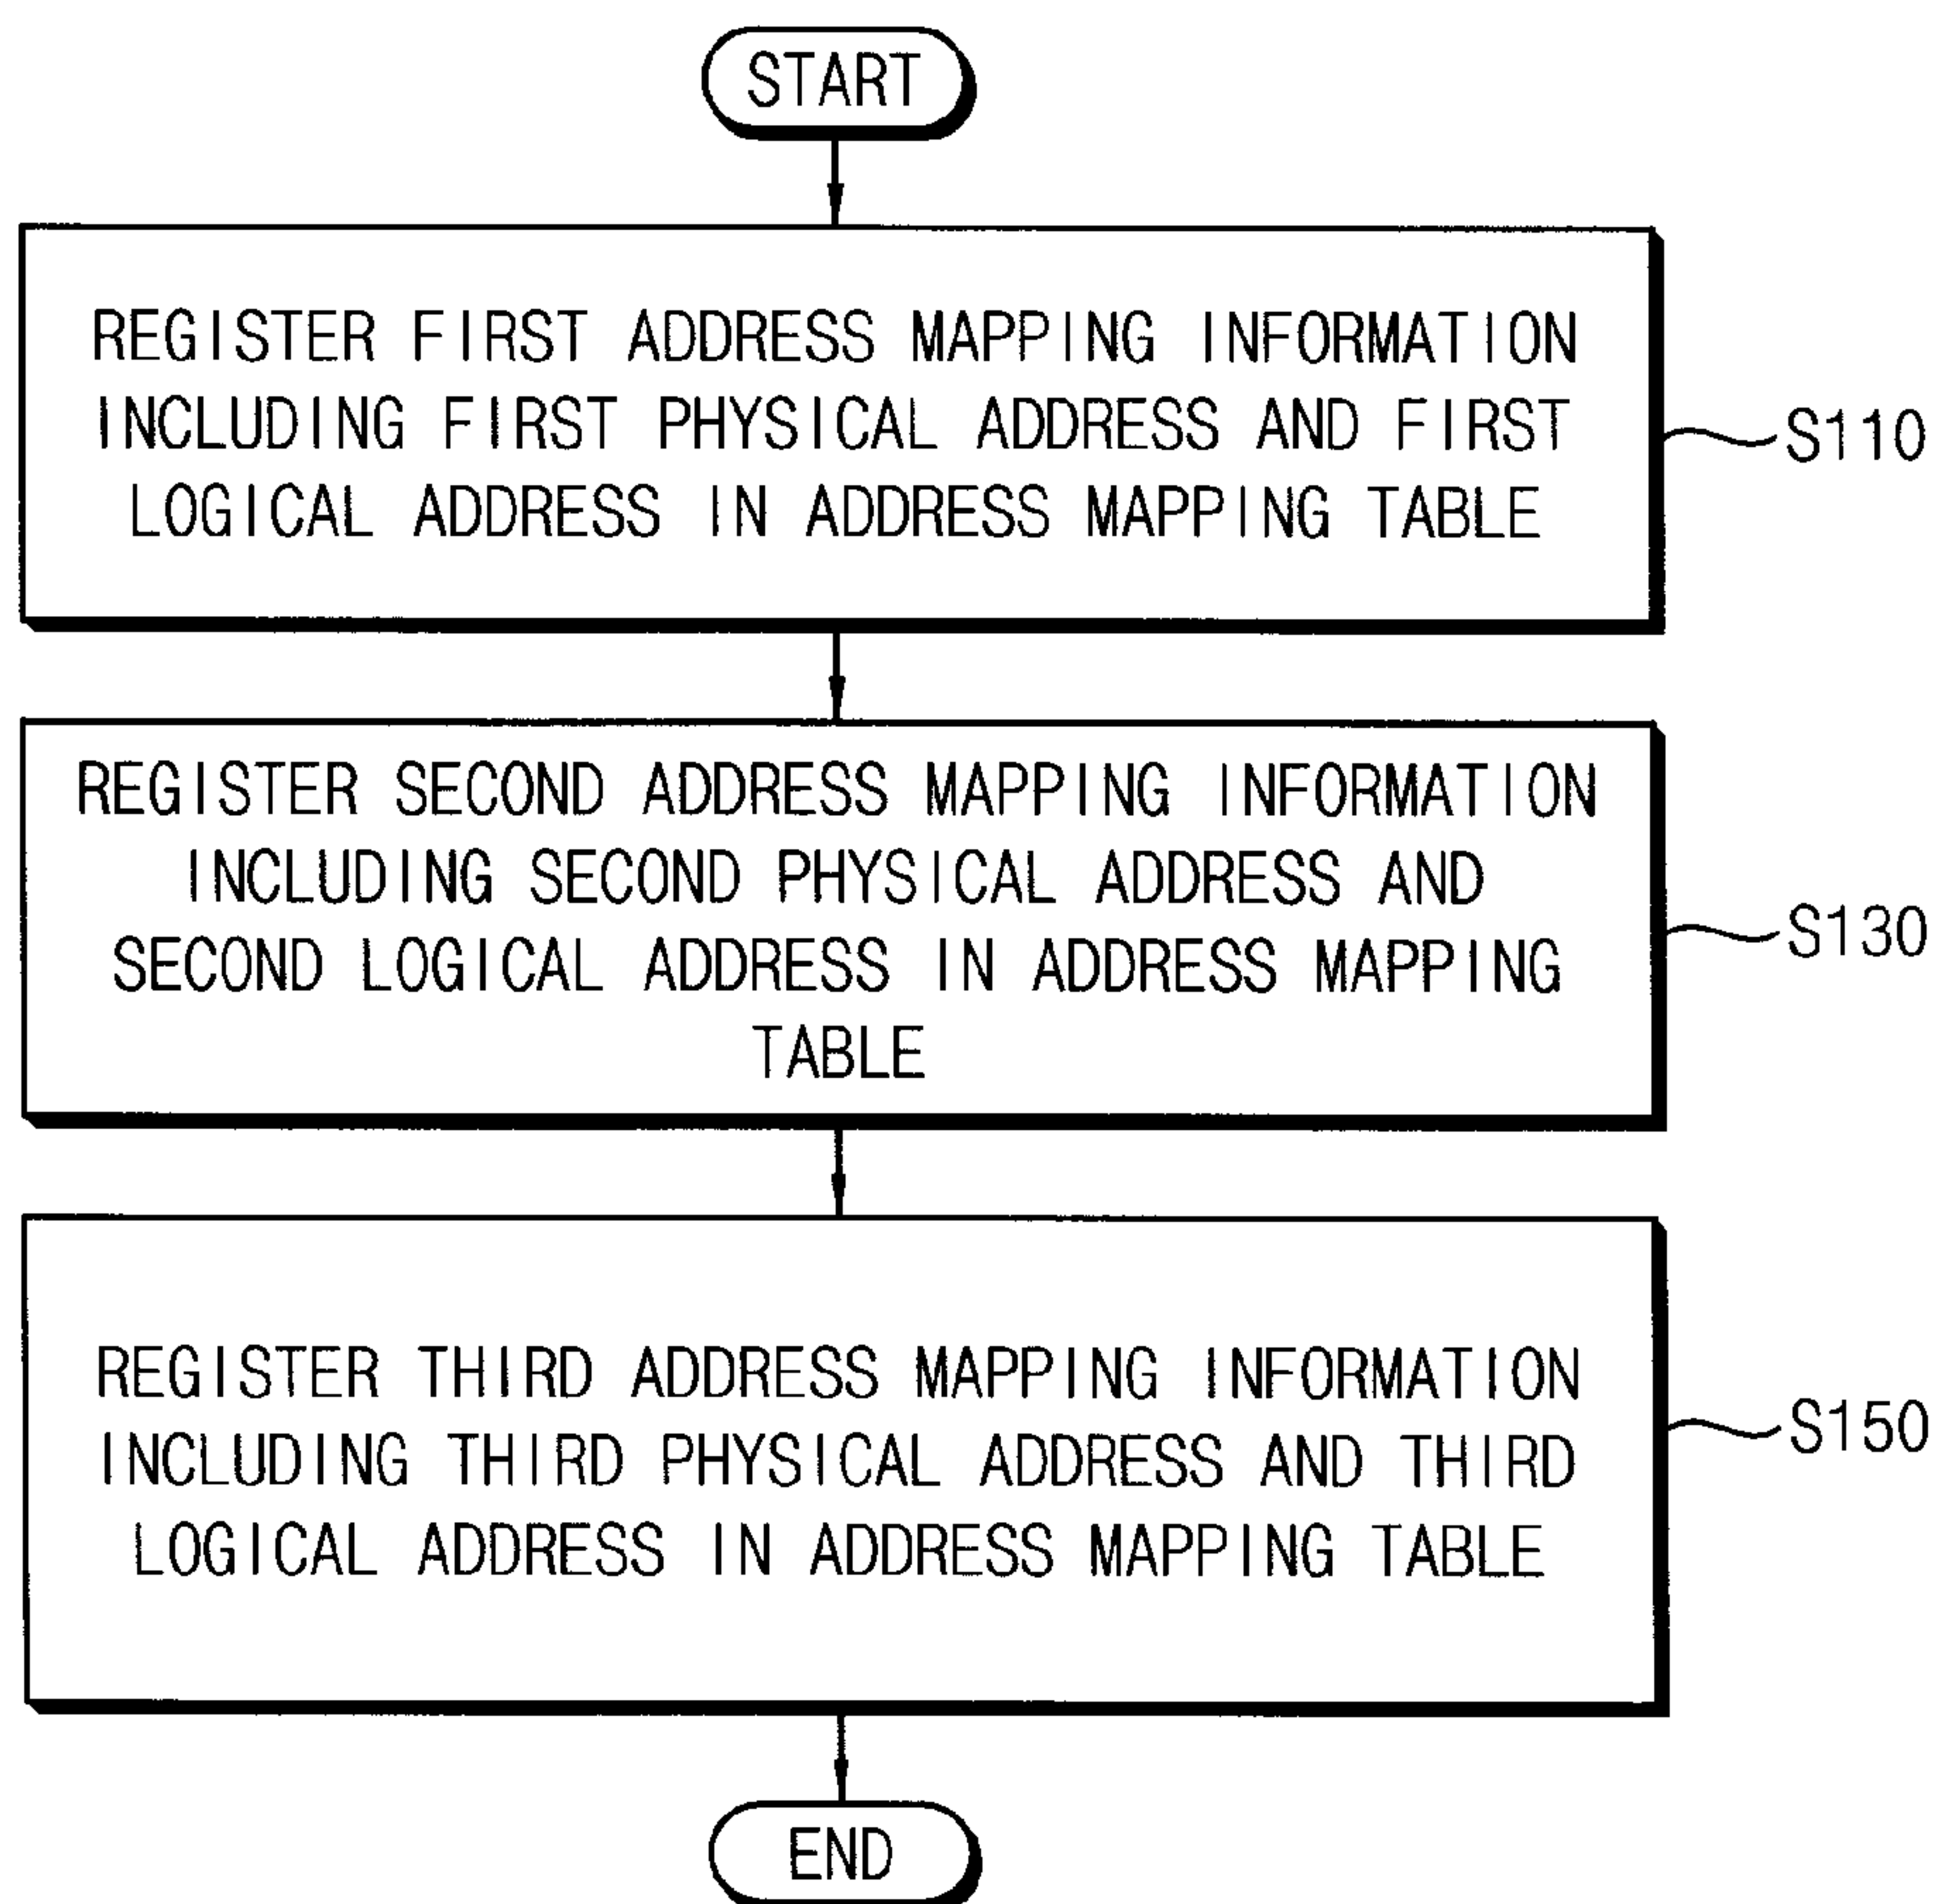 START
REGISTER FIRST ADDRESS MAPPING INFORMATION
INCLUDING FIRST PHYSICAL ADDRESS AND FIRST
LOGICAL ADDRESS IN ADDRESS MAPPING TABLE
S110
REGISTER SECOND ADDRESS MAPPING INFORMATION
INCLUDING SECOND PHYSICAL ADDRESS AND
SECOND LOGICAL ADDRESS IN ADDRESS MAPPING
TABLE
S130
REGISTER THIRD ADDRESS MAPPING INFORMATION
INCLUDING THIRD PHYSICAL ADDRESS AND THIRD
LOGICAL ADDRESS IN ADDRESS MAPPING TABLE
S150
END